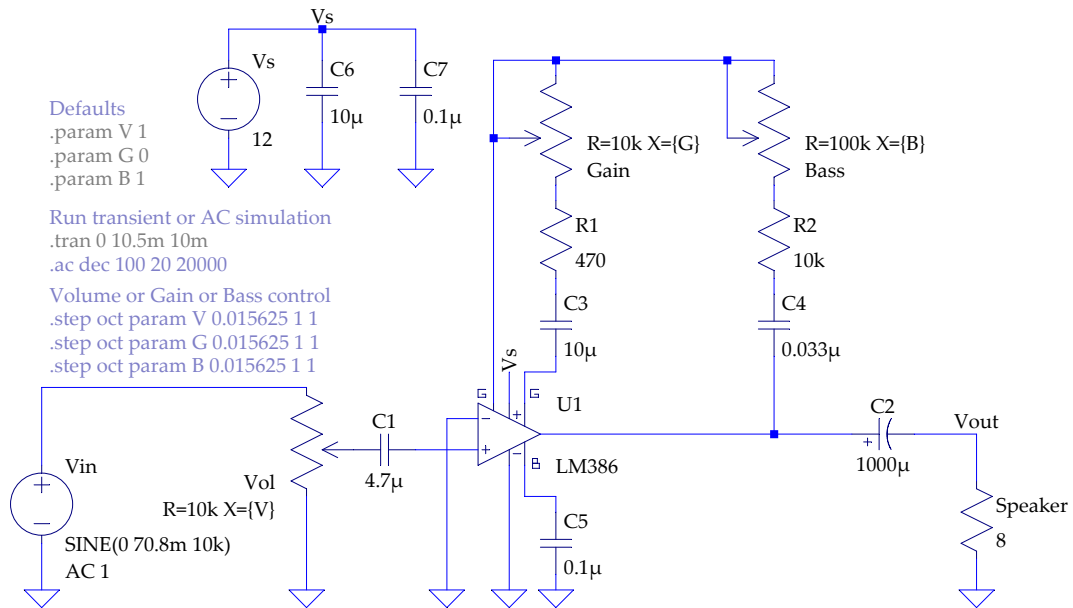 Vs
Vs
12
C6
10µ
C7
0.1µ
Defaults
.param V 1
.param G 0
.param B 1
Run transient or AC simulation
.tran 0 10.5m 10m
.ac dec 100 20 20000
Volume or Gain or Bass control
.step oct param V 0.015625 1 1
.step oct param G 0.015625 1 1
.step oct param B 0.015625 1 1
R=10k X={G}
Gain
R=100k X={B}
Bass
R1
470
R2
10k
C3
10µ
C4
0.033µ
Vin
SINE(0 70.8m 10k)
AC 1
Vol
R=10k X={V}
C1
4.7µ
Vs
G
G
B
U1
LM386
C5
0.1µ
C2
1000µ
Vout
Speaker
8